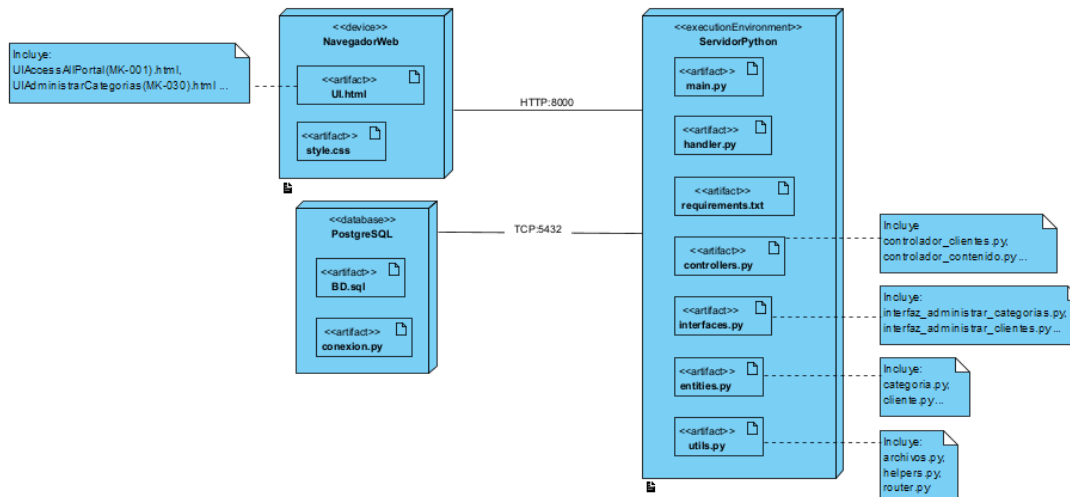 Incluye:
UIAccessAllPortal(MK-001).html,
UIAdministrarCategorias(MK-030).html ...
<<device>>
NavegadorWeb
<<artifact>>
UI.html
<<artifact>>
style.css
HTTP:8000
<<database>>
PostgreSQL
<<artifact>>
BD.sql
<<artifact>>
conexion.py
TCP:5432
<<executionEnvironment>>
ServidorPython
<<artifact>>
main.py
<<artifact>>
handler.py
<<artifact>>
requirements.txt
<<artifact>>
controllers.py
<<artifact>>
interfaces.py
<<artifact>>
entities.py
<<artifact>>
utils.py
Incluye
controlador_clientes.py,
controlador_contenido.py...
Incluye:
interfaz_administrar_categorias.py,
interfaz_administrar_clientes.py...
Incluye:
categoria.py,
cliente.py...
Incluye:
archivos.py,
helpers.py,
router.py